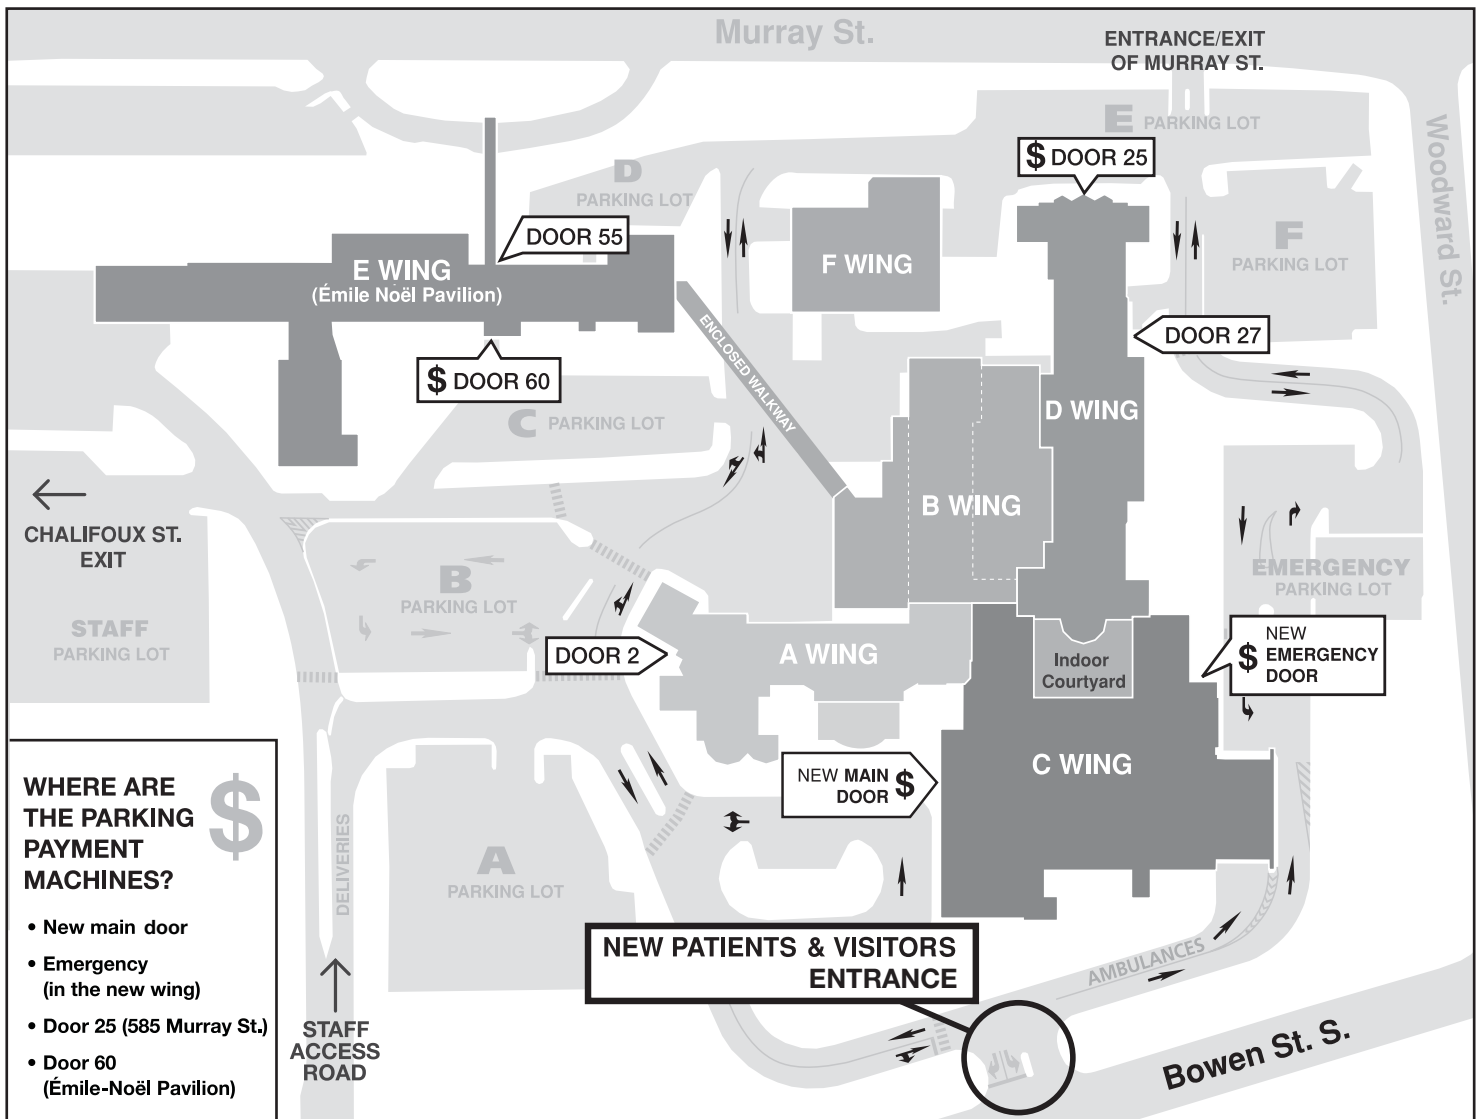 Murray St.
ENTRANCE/EXIT
OF MURRAY ST.
E PARKING LOT
Woodward St.
$ DOOR 25
D
PARKING LOT
DOOR 55
F
PARKING LOT
E WING
(Émile Noël Pavilion)
F WING
ENCLOSED WALKWAY
DOOR 27
$ DOOR 60
C PARKING LOT
D WING
B WING
CHALIFOUX ST.
EXIT
B
PARKING LOT
EMERGENCY
PARKING LOT
STAFF
PARKING LOT
DOOR 2
A WING
Indoor
Courtyard
$ NEW
EMERGENCY
DOOR
NEW MAIN
DOOR $
C WING
WHERE ARE
THE PARKING
PAYMENT
MACHINES?
$
• New main door
• Emergency
(in the new wing)
• Door 25 (585 Murray St.)
• Door 60
(Émile-Noël Pavilion)
DELIVERIES
A
PARKING LOT
NEW PATIENTS & VISITORS
ENTRANCE
AMBULANCES
STAFF
ACCESS
ROAD
Bowen St. S.